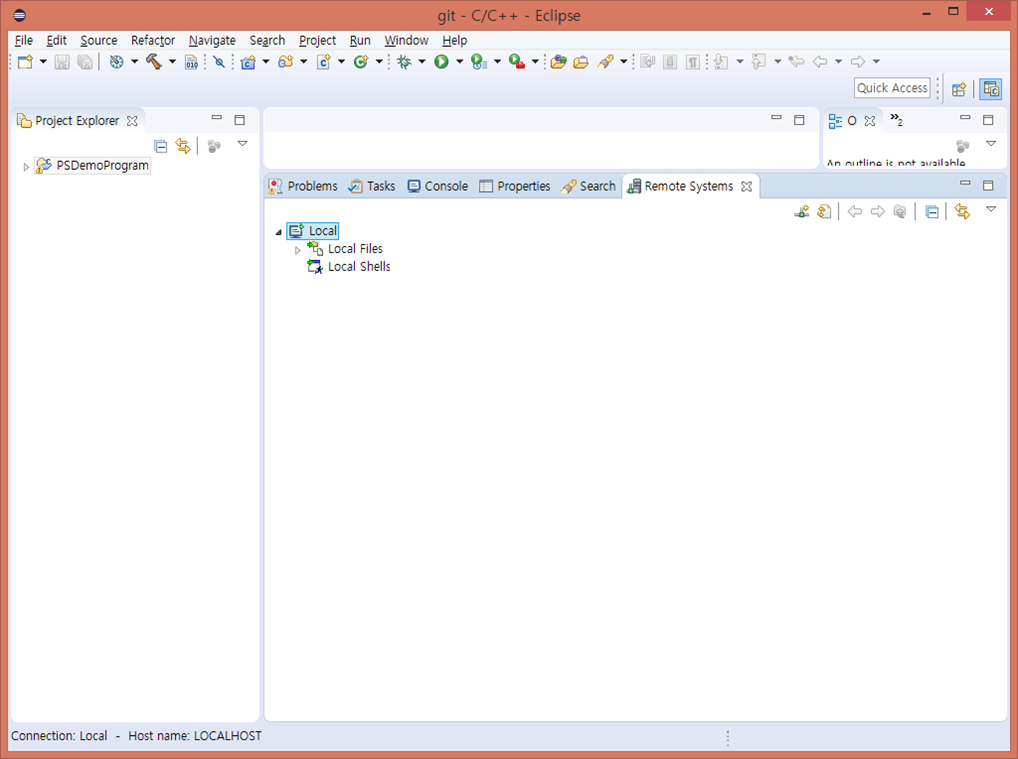 git - C/C++ - Eclipse
File Edit Source Refactor Navigate Search Project Run Window Help
010
Quick Access
Project Explorer
O
»2
PSDemoProgram
An outline is not available
Problems Tasks Console Properties Search Remote Systems
Local
Local Files
Local Shells
Connection: Local - Host name: LOCALHOST